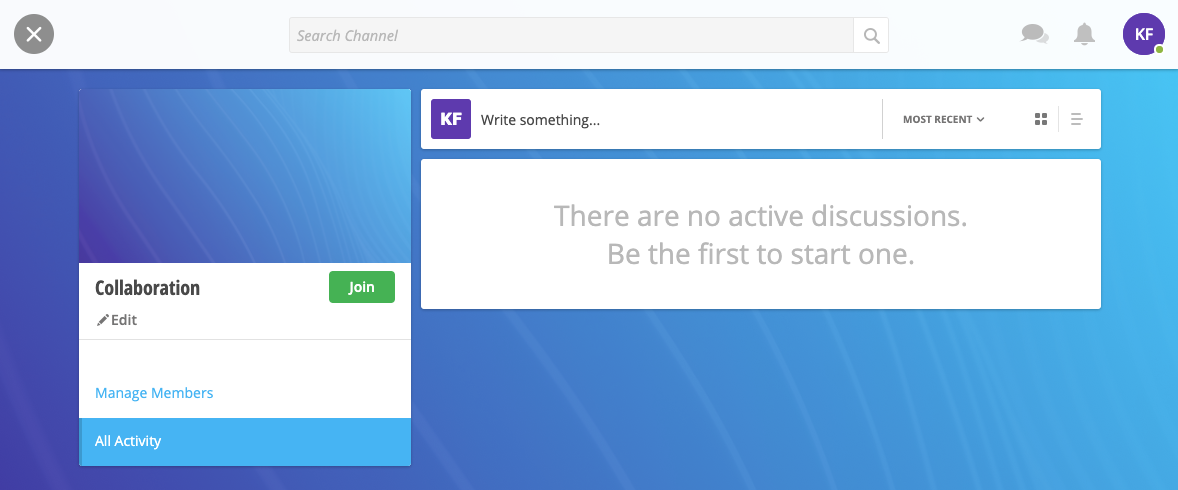 Search Channel
KF
KF
Write something...
MOST RECENT
There are no active discussions.
Be the first to start one.
Collaboration
Join
Edit
Manage Members
All Activity